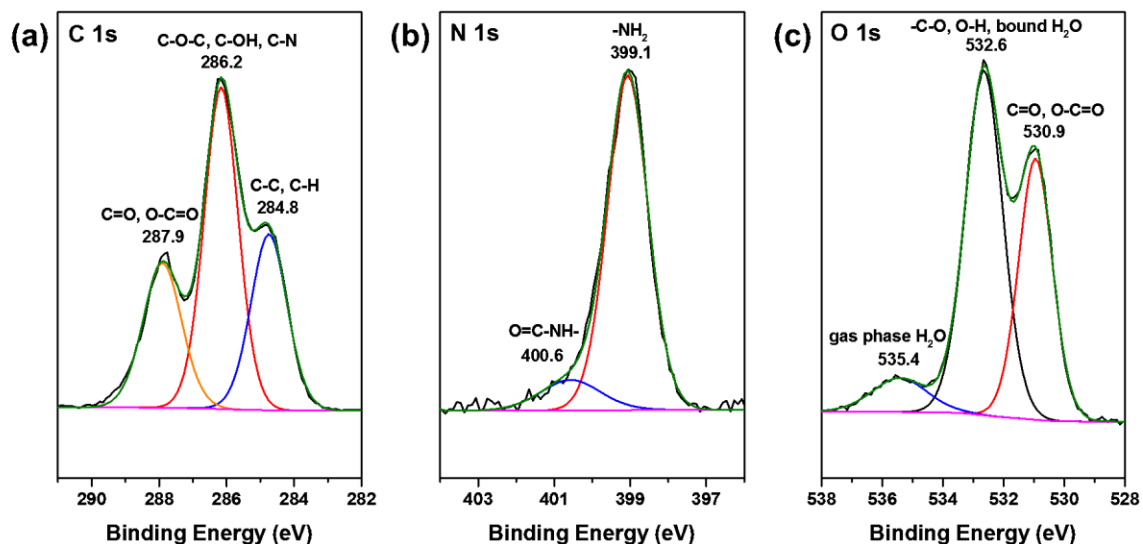 (a)
C 1s
C-O-C, C-OH, C-N
286.2
C-C, C-H
284.8
C=O, O-C=O
287.9
290
288
286
284
282
Binding Energy (eV)
(b)
N 1s
-NH₂
399.1
O=C-NH-
400.6
403
401
399
397
Binding Energy (eV)
(c)
O 1s
-C-O, O-H, bound H₂O
532.6
C=O, O-C=O
530.9
gas phase H₂O
535.4
538
536
534
532
530
528
Binding Energy (eV)